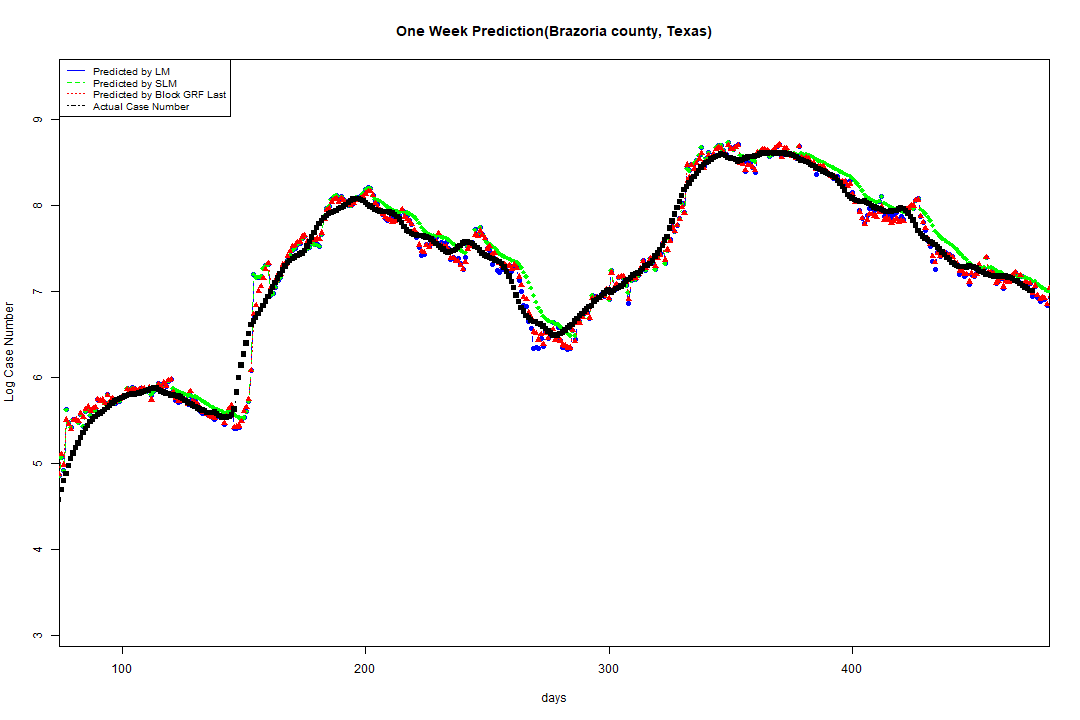 One Week Prediction(Brazoria county, Texas)
Predicted by LM
Predicted by SLM
Predicted by Block GRF Last
Actual Case Number
9
8
7
6
5
4
3
Log Case Number
100 200 300 400
days